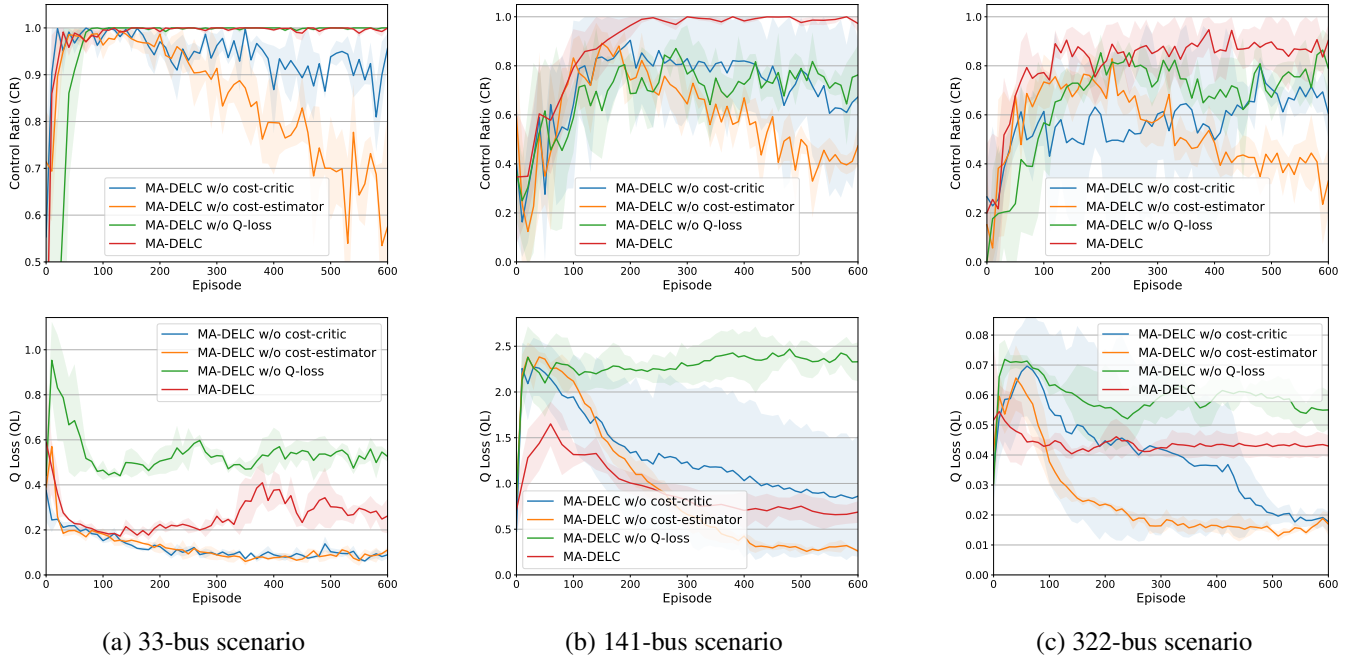 1.0
0.9
0.8
0.7
0.6
0.5
Control Ratio (CR)
0 100 200 300 400 500 600
Episode
MA-DELC w/o cost-critic
MA-DELC w/o cost-estimator
MA-DELC w/o Q-loss
MA-DELC
1.0
0.8
0.6
0.4
0.2
0.0
Control Ratio (CR)
0 100 200 300 400 500 600
Episode
MA-DELC w/o cost-critic
MA-DELC w/o cost-estimator
MA-DELC w/o Q-loss
MA-DELC
1.0
0.8
0.6
0.4
0.2
0.0
Control Ratio (CR)
0 100 200 300 400 500 600
Episode
MA-DELC w/o cost-critic
MA-DELC w/o cost-estimator
MA-DELC w/o Q-loss
MA-DELC
1.0
0.8
0.6
0.4
0.2
0.0
Q Loss (QL)
0 100 200 300 400 500 600
Episode
MA-DELC w/o cost-critic
MA-DELC w/o cost-estimator
MA-DELC w/o Q-loss
MA-DELC
2.5
2.0
1.5
1.0
0.5
0.0
Q Loss (QL)
0 100 200 300 400 500 600
Episode
MA-DELC w/o cost-critic
MA-DELC w/o cost-estimator
MA-DELC w/o Q-loss
MA-DELC
0.08
0.07
0.06
0.05
0.04
0.03
0.02
0.01
0.00
Q Loss (QL)
0 100 200 300 400 500 600
Episode
MA-DELC w/o cost-critic
MA-DELC w/o cost-estimator
MA-DELC w/o Q-loss
MA-DELC
(a) 33-bus scenario
(b) 141-bus scenario
(c) 322-bus scenario